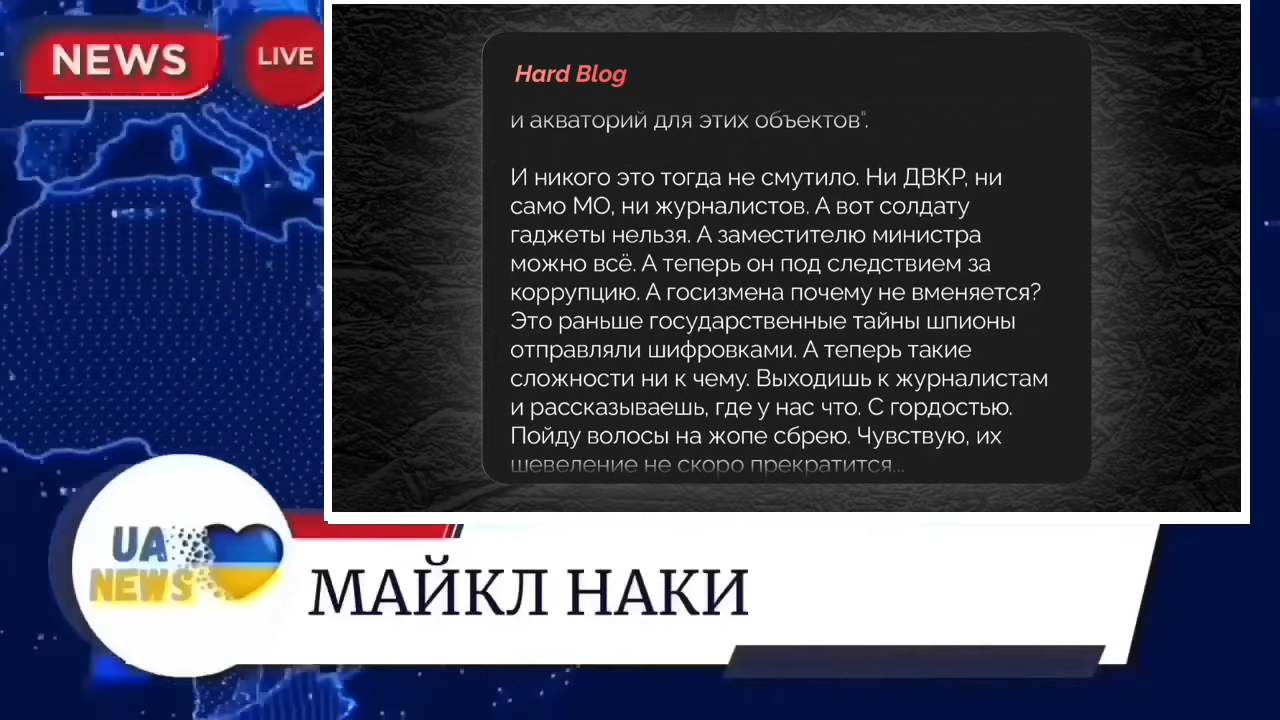 NEWS
LIVE
Hard Blog
и акваторий для этих объектов".
И никого это тогда не смутило. Ни ДВКР, ни
само МО, ни журналистов. А вот солдату
гаджеты нельзя. А заместителю министра
можно всё. А теперь он под следствием за
коррупцию. А госизмена почему не вменяется?
Это раньше государственные тайны шпионы
отправляли шифровками. А теперь такие
сложности ни к чему. Выходишь к журналистам
и рассказываешь, где у нас что. С гордостью.
Пойду волосы на жопе сбрею. Чувствую, их
шевеление не скоро прекратится...
UA
NEWS
МАЙКЛ НАКИ